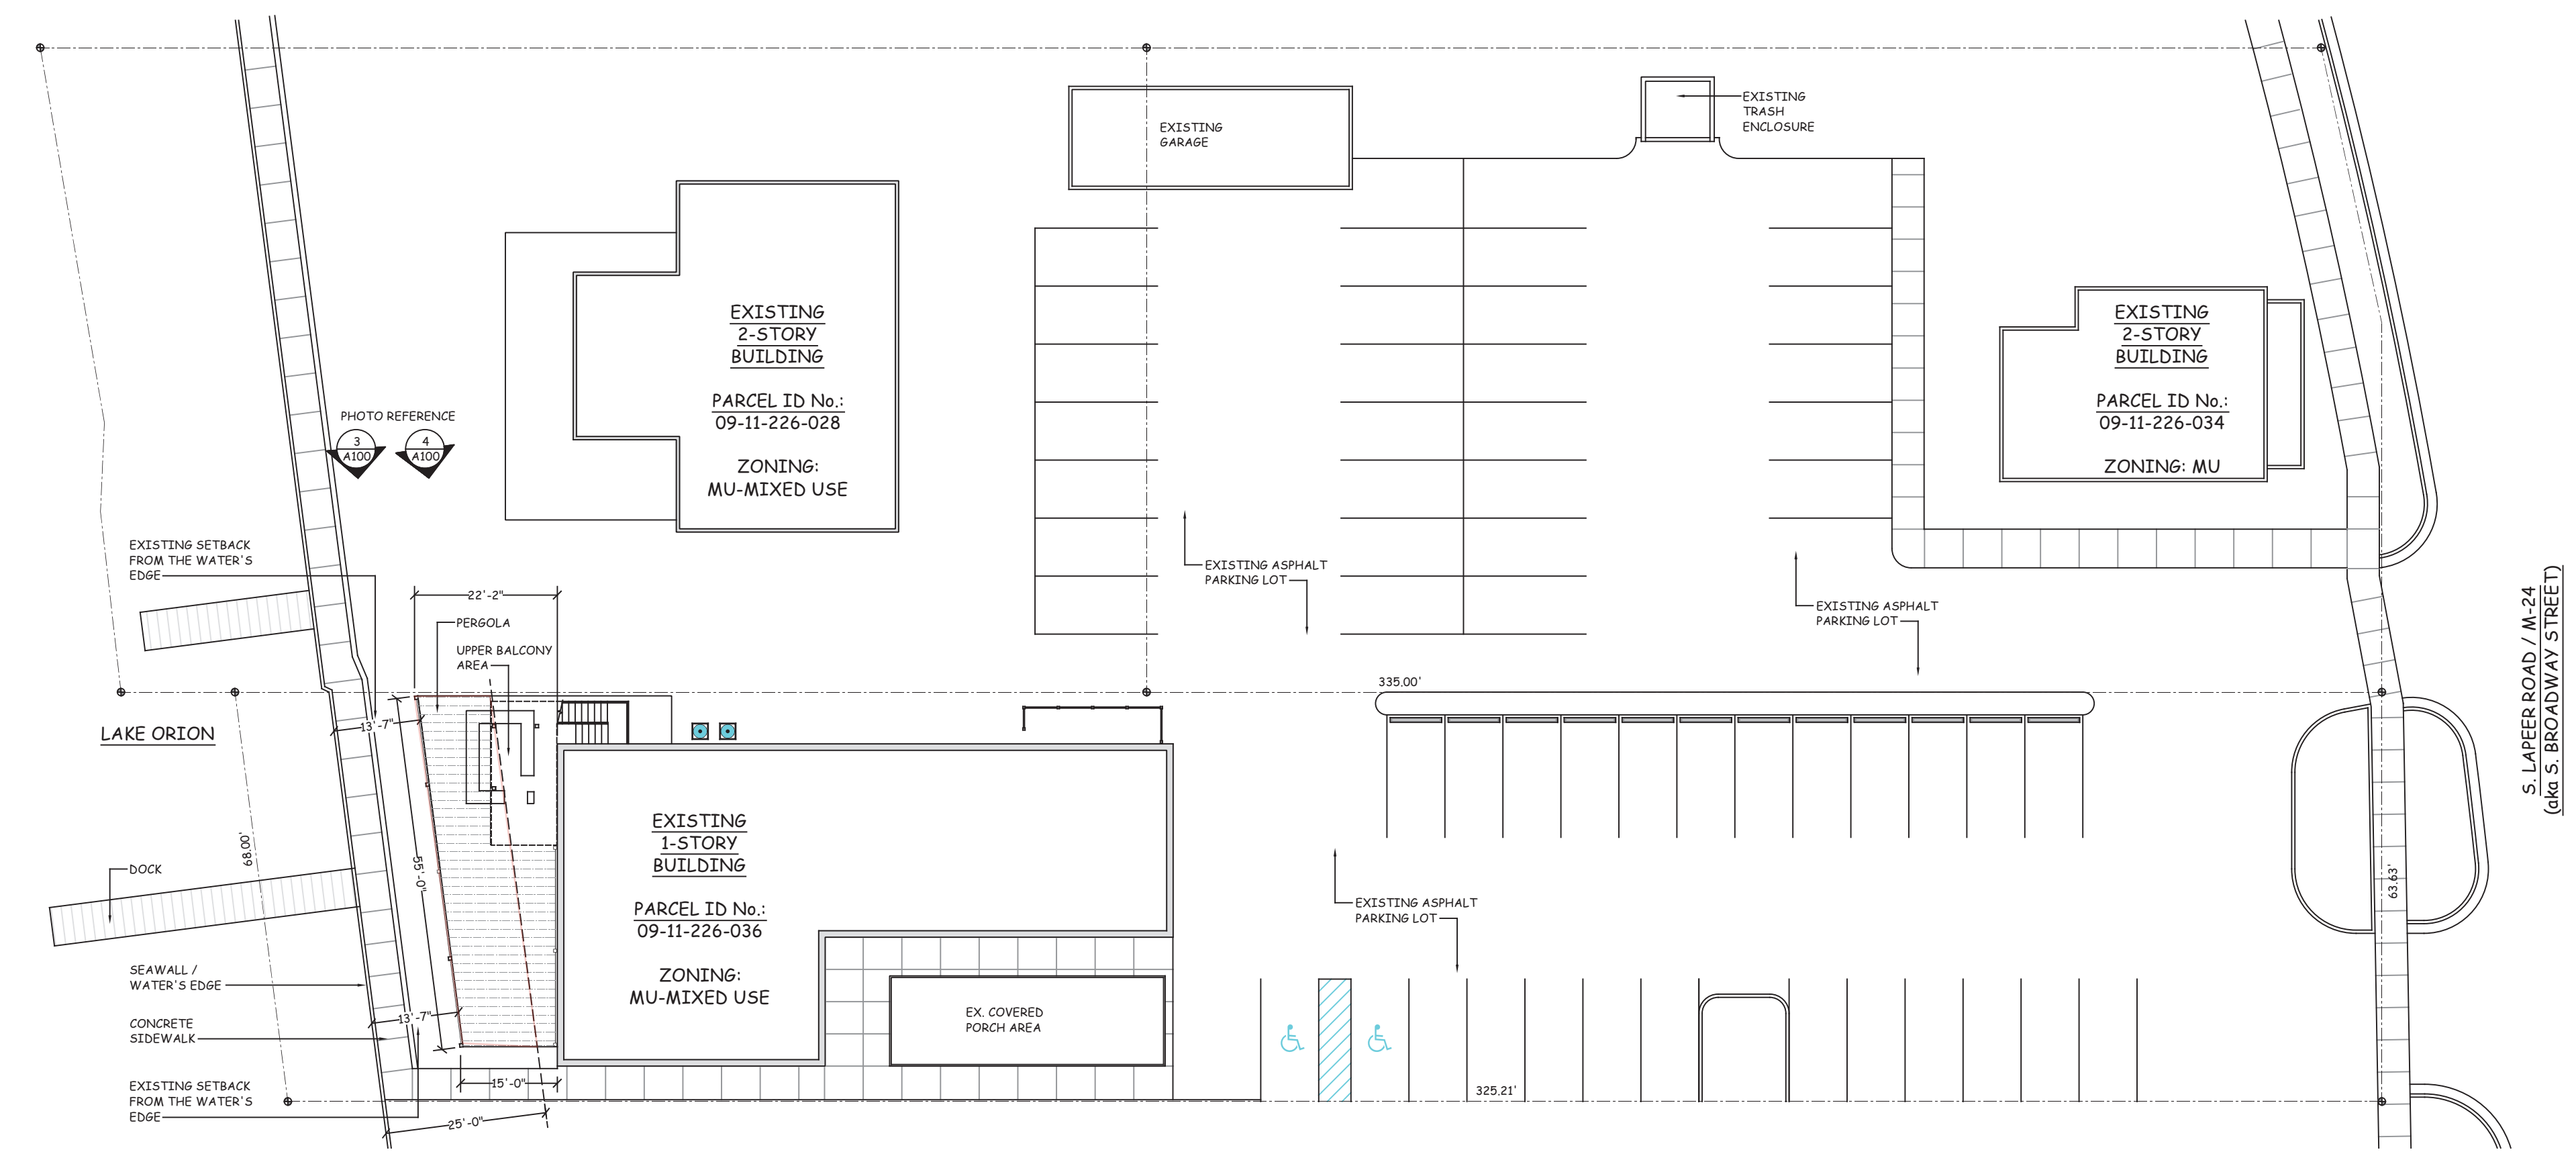 EXISTING
GARAGE
EXISTING
TRASH
ENCLOSURE
EXISTING
2-STORY
BUILDING
PARCEL ID No.:
09-11-226-028
ZONING:
MU-MIXED USE
EXISTING
2-STORY
BUILDING
PARCEL ID No.:
09-11-226-034
ZONING: MU
PHOTO REFERENCE
3
A100
4
A100
EXISTING SETBACK
FROM THE WATER'S
EDGE
22'-2"
PERGOLA
UPPER BALCONY
AREA
EXISTING ASPHALT
PARKING LOT
EXISTING ASPHALT
PARKING LOT
335.00'
LAKE ORION
13'-7"
68.00'
55'-0"
DOCK
EXISTING
1-STORY
BUILDING
PARCEL ID No.:
09-11-226-036
ZONING:
MU-MIXED USE
EXISTING ASPHALT
PARKING LOT
63.63'
S. LAPEER ROAD / M-24
(aka S. BROADWAY STREET)
SEAWALL /
WATER'S EDGE
CONCRETE
SIDEWALK
13'-7"
EX. COVERED
PORCH AREA
EXISTING SETBACK
FROM THE WATER'S
EDGE
15'-0"
25'-0"
325.21'